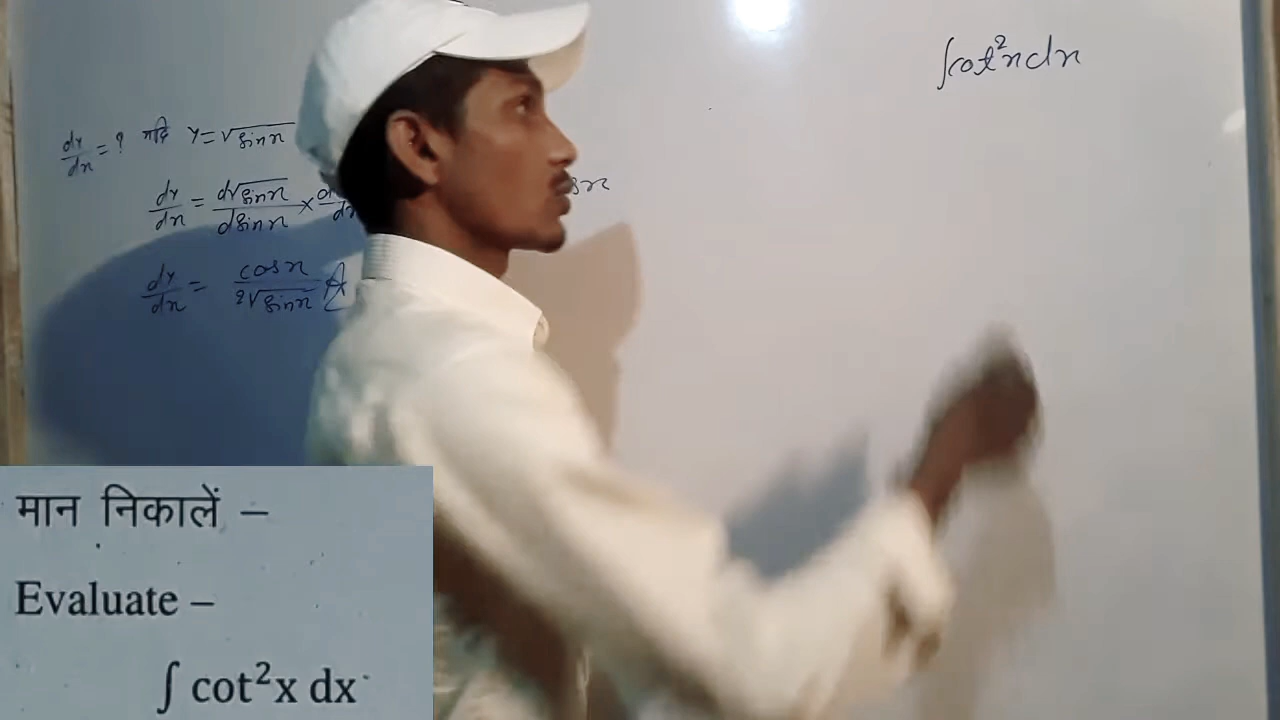 dy/dx = ? यदि y = √sinx
dy/dx = d√sinx/dsinx ×
dy/dx = cosx/2√sinx
∫cot²x dx
मान निकालें –
Evaluate –
∫ cot²x dx